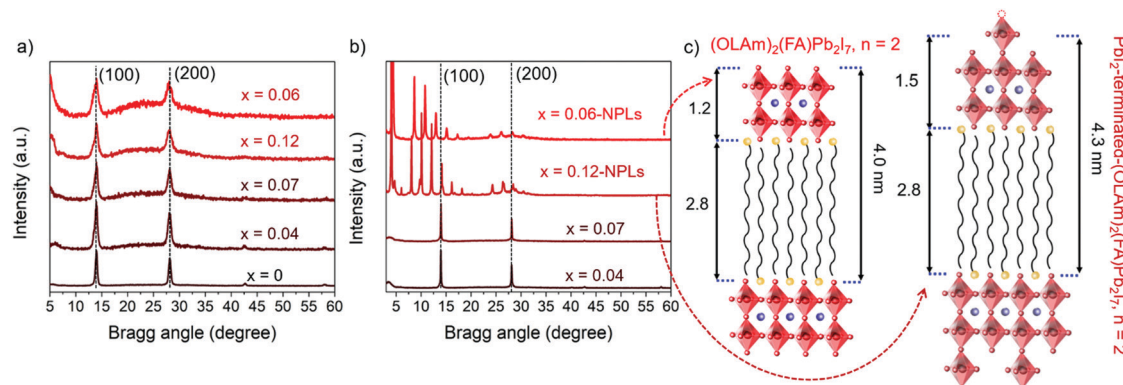 a)
Intensity (a.u.)
(100)
(200)
x = 0.06
x = 0.12
x = 0.07
x = 0.04
x = 0
5 10 15 20 25 30 35 40 45 50 55 60
Bragg angle (degree)
b)
Intensity (a.u.)
(100)
(200)
x = 0.06-NPLs
x = 0.12-NPLs
x = 0.07
x = 0.04
5 10 15 20 25 30 35 40 45 50 55 60
Bragg angle (degree)
c)
(OLAm)2(FA)Pb2I7, n = 2
1.2
2.8
4.0 nm
1.5
2.8
4.3 nm
PbI2-terminated-(OLAm)2(FA)Pb2I7, n = 2